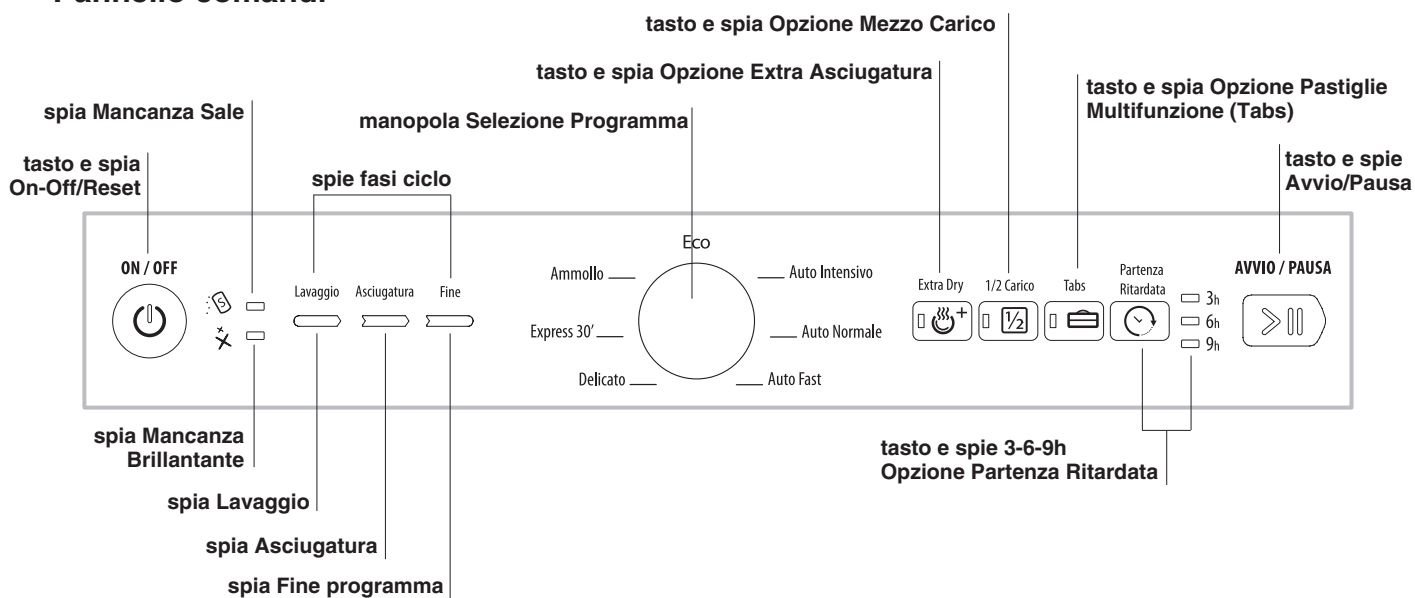 Pannello comandi
tasto e spia Opzione Mezzo Carico
tasto e spia Opzione Extra Asciugatura
tasto e spia Opzione Pastiglie
Multifunzione (Tabs)
spia Mancanza Sale
manopola Selezione Programma
tasto e spia
On-Off/Reset
spie fasi ciclo
tasto e spie
Avvio/Pausa
ON / OFF
S
Lavaggio
Asciugatura
Fine
Eco
Ammollo
Express 30’
Delicato
Auto Intensivo
Auto Normale
Auto Fast
Extra Dry
1/2 Carico
1/2
Tabs
Partenza
Ritardata
3h
6h
9h
AVVIO / PAUSA
spia Mancanza
Brillantante
tasto e spie 3-6-9h
Opzione Partenza Ritardata
spia Lavaggio
spia Asciugatura
spia Fine programma